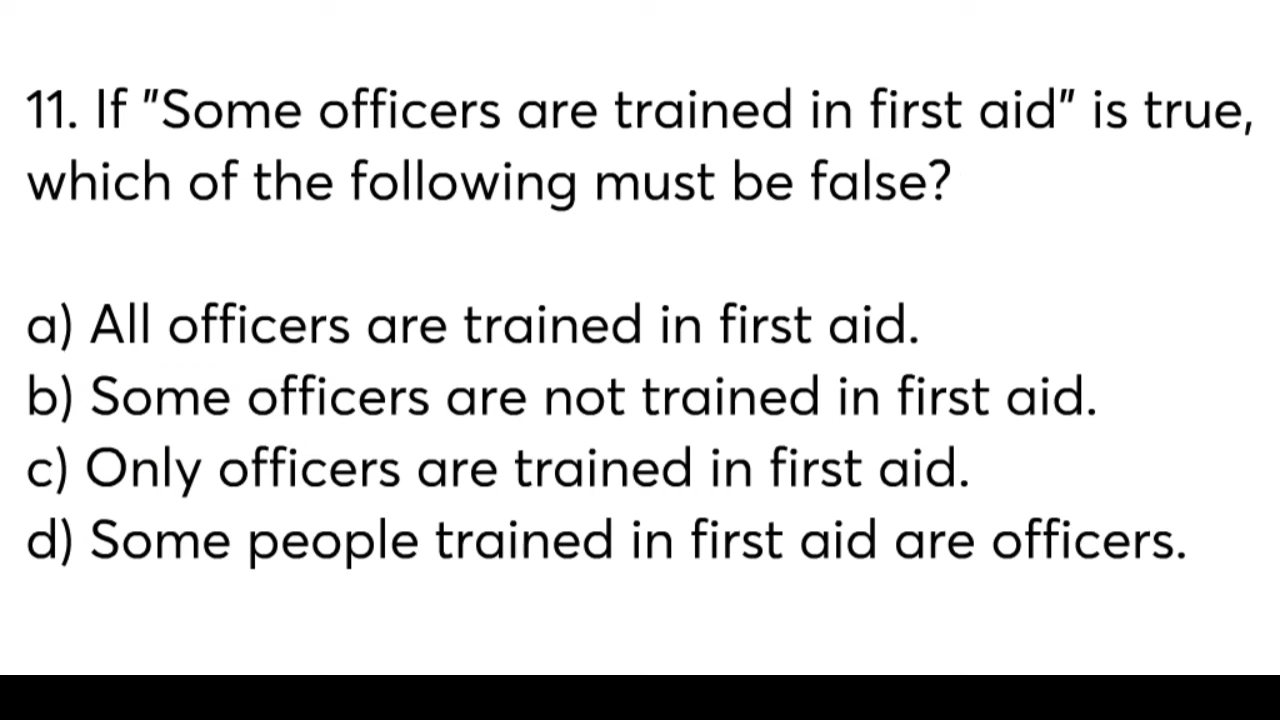 11. If "Some officers are trained in first aid" is true,
which of the following must be false?
a) All officers are trained in first aid.
b) Some officers are not trained in first aid.
c) Only officers are trained in first aid.
d) Some people trained in first aid are officers.